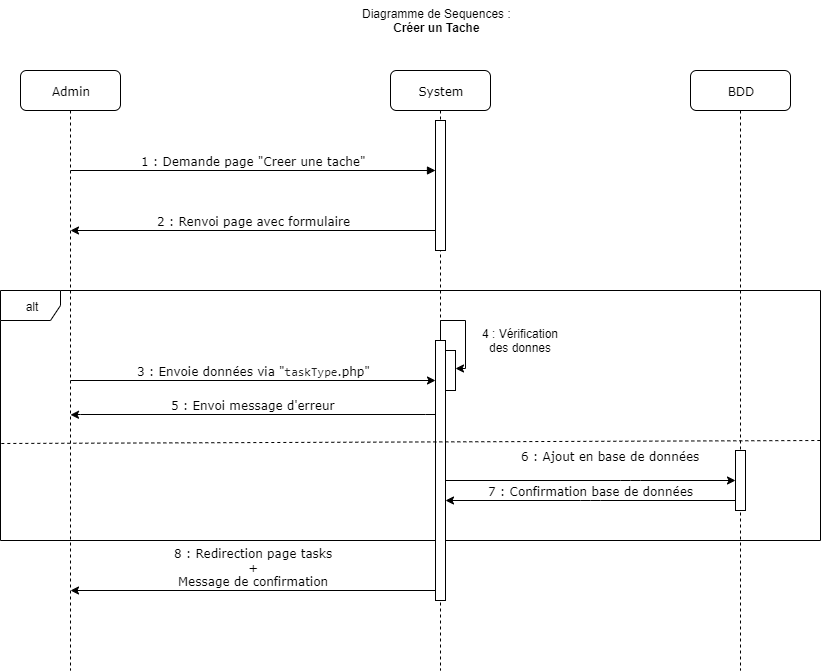 Diagramme de Sequences :
Créer un Tache
Admin
System
BDD
1 : Demande page "Creer une tache"
2 : Renvoi page avec formulaire
alt
4 : Vérification
des donnes
3 : Envoie données via "taskType.php"
5 : Envoi message d'erreur
6 : Ajout en base de données
7 : Confirmation base de données
8 : Redirection page tasks
+
Message de confirmation